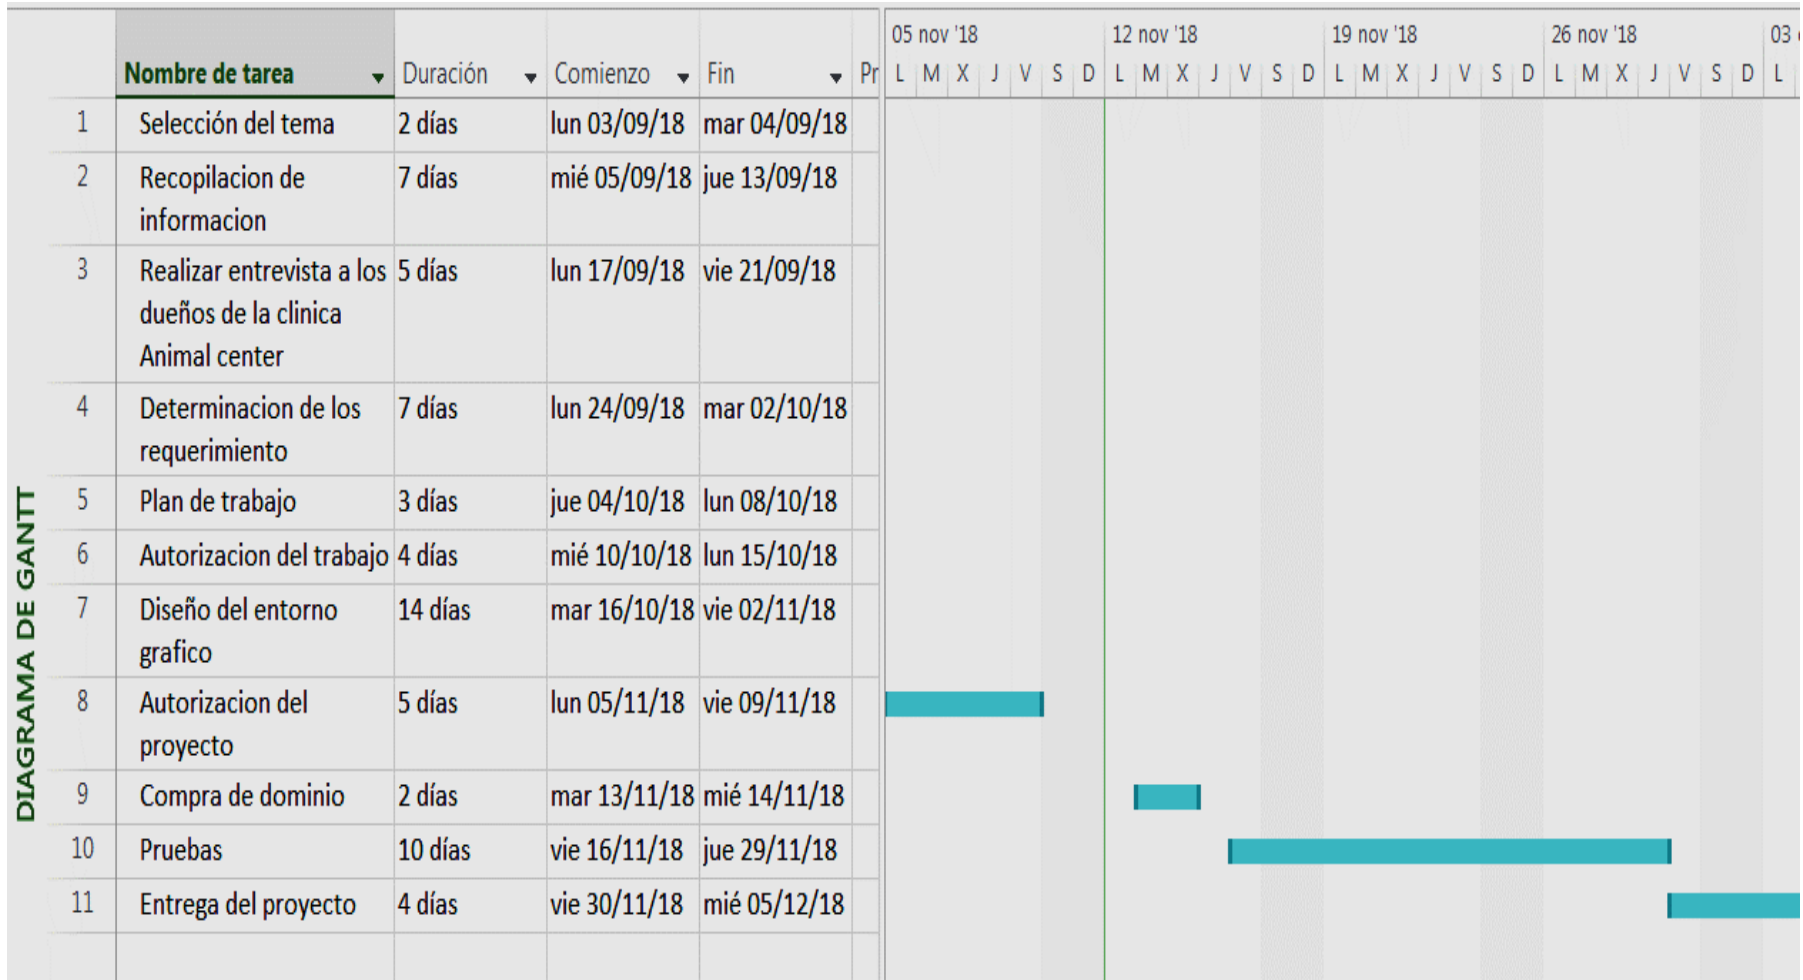 DIAGRAMA DE GANTT
05 nov '18 12 nov '18 19 nov '18 26 nov '18 03
Nombre de tarea Duración Comienzo Fin Pr L M X J V S D L M X J V S D L M X J V S D L M X J V S D L
1 Selección del tema 2 días lun 03/09/18 mar 04/09/18
2 Recopilacion de 7 días mié 05/09/18 jue 13/09/18
informacion
3 Realizar entrevista a los 5 días lun 17/09/18 vie 21/09/18
dueños de la clinica
Animal center
4 Determinacion de los 7 días lun 24/09/18 mar 02/10/18
requerimiento
5 Plan de trabajo 3 días jue 04/10/18 lun 08/10/18
6 Autorizacion del trabajo 4 días mié 10/10/18 lun 15/10/18
7 Diseño del entorno 14 días mar 16/10/18 vie 02/11/18
grafico
8 Autorizacion del 5 días lun 05/11/18 vie 09/11/18
proyecto
9 Compra de dominio 2 días mar 13/11/18 mié 14/11/18
10 Pruebas 10 días vie 16/11/18 jue 29/11/18
11 Entrega del proyecto 4 días vie 30/11/18 mié 05/12/18